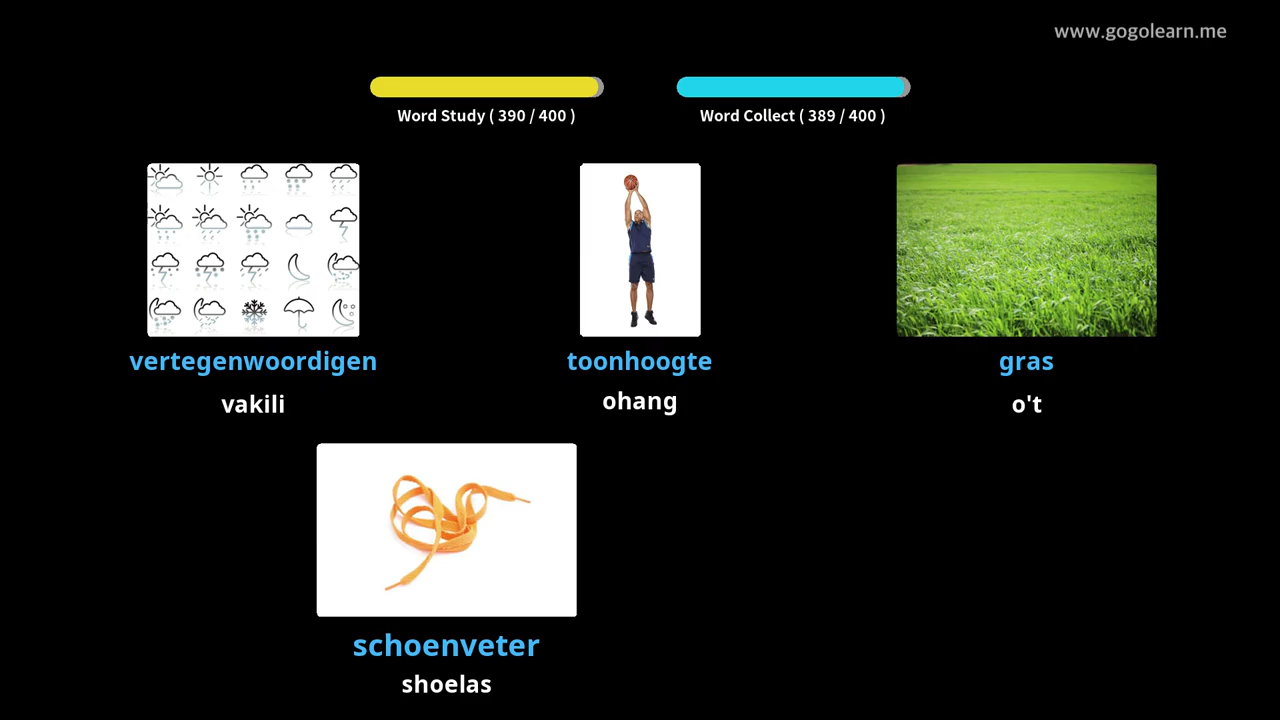 www.gogolearn.me
Word Study ( 390 / 400 )
Word Collect ( 389 / 400 )
vertegenwoordigen
toonhoogte
gras
vakili
ohang
o't
schoenveter
shoelas